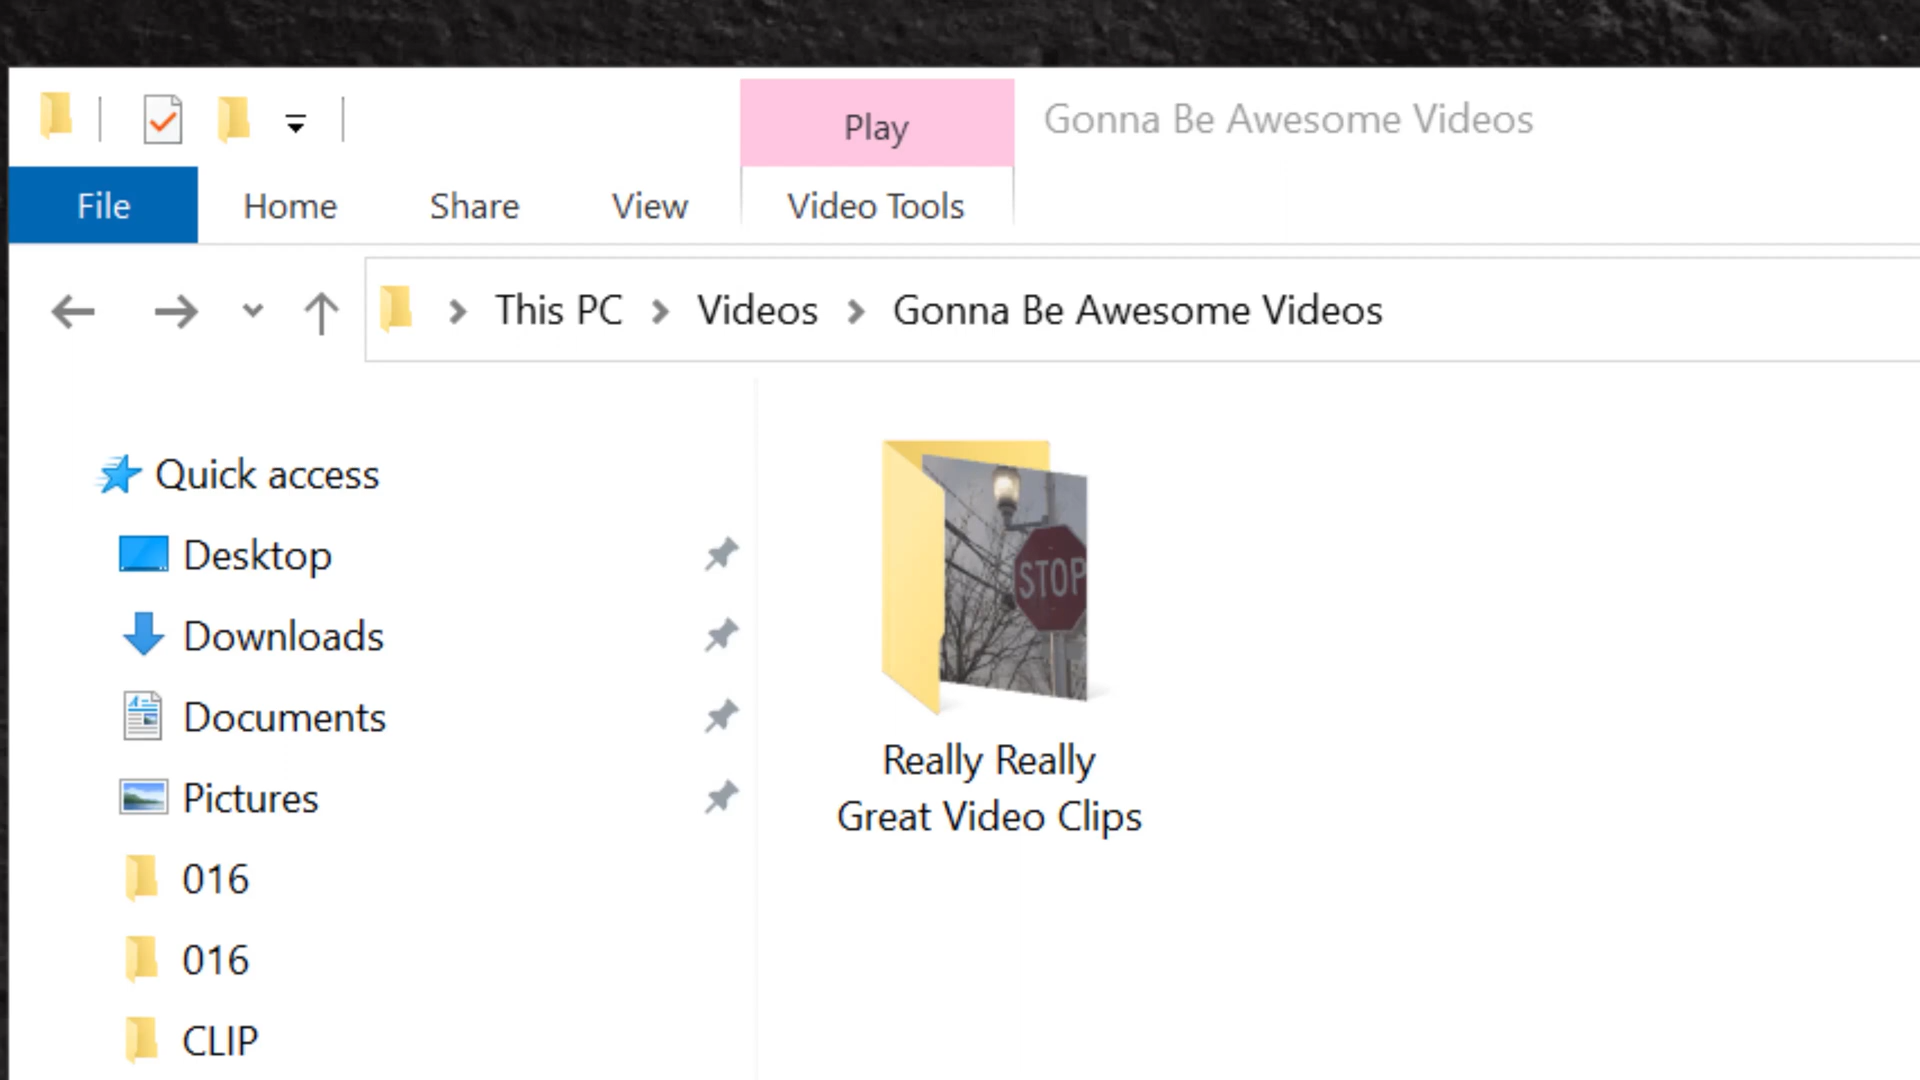 Play
Gonna Be Awesome Videos
File
Home
Share
View
Video Tools
This PC
Videos
Gonna Be Awesome Videos
Quick access
Desktop
Downloads
Documents
Pictures
016
016
CLIP
STOP
Really Really
Great Video Clips